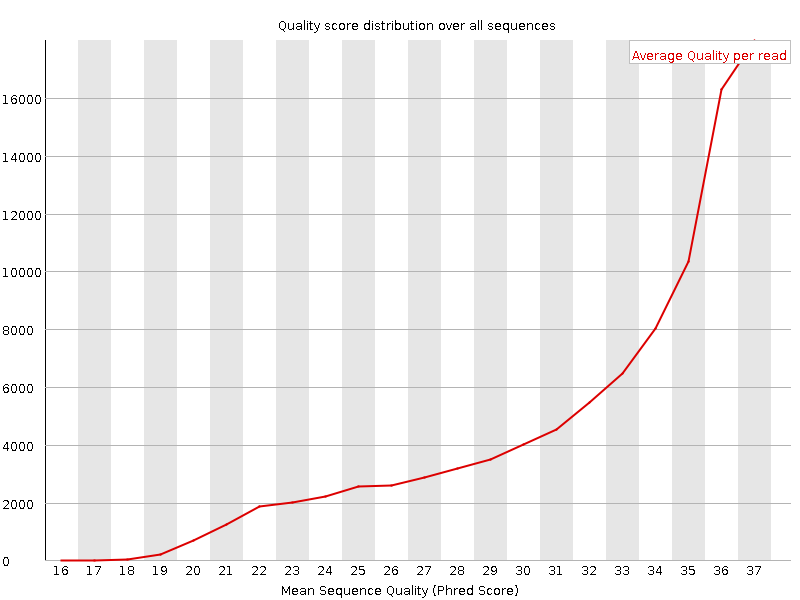 Quality score distribution over all sequences
Average Quality per read
16000
14000
12000
10000
8000
6000
4000
2000
0
16 17 18 19 20 21 22 23 24 25 26 27 28 29 30 31 32 33 34 35 36 37
Mean Sequence Quality (Phred Score)